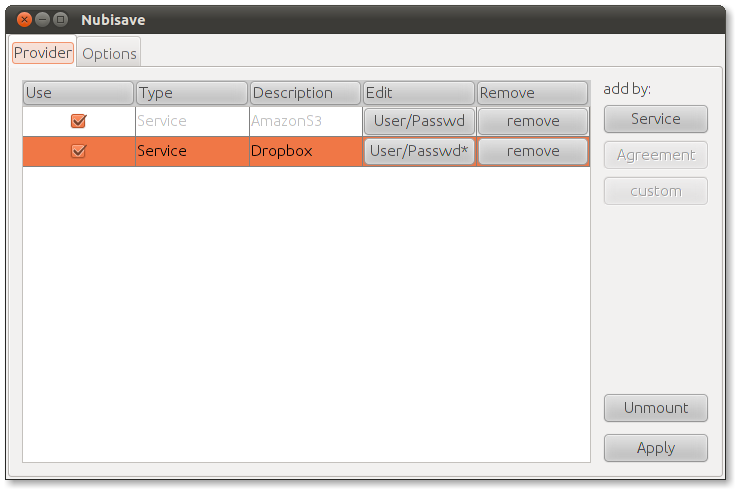 Nubisave
Provider Options
Use Type Description Edit Remove
Service AmazonS3 User/Passwd remove
Service Dropbox User/Passwd* remove
add by:
Service
Agreement
custom
Unmount
Apply